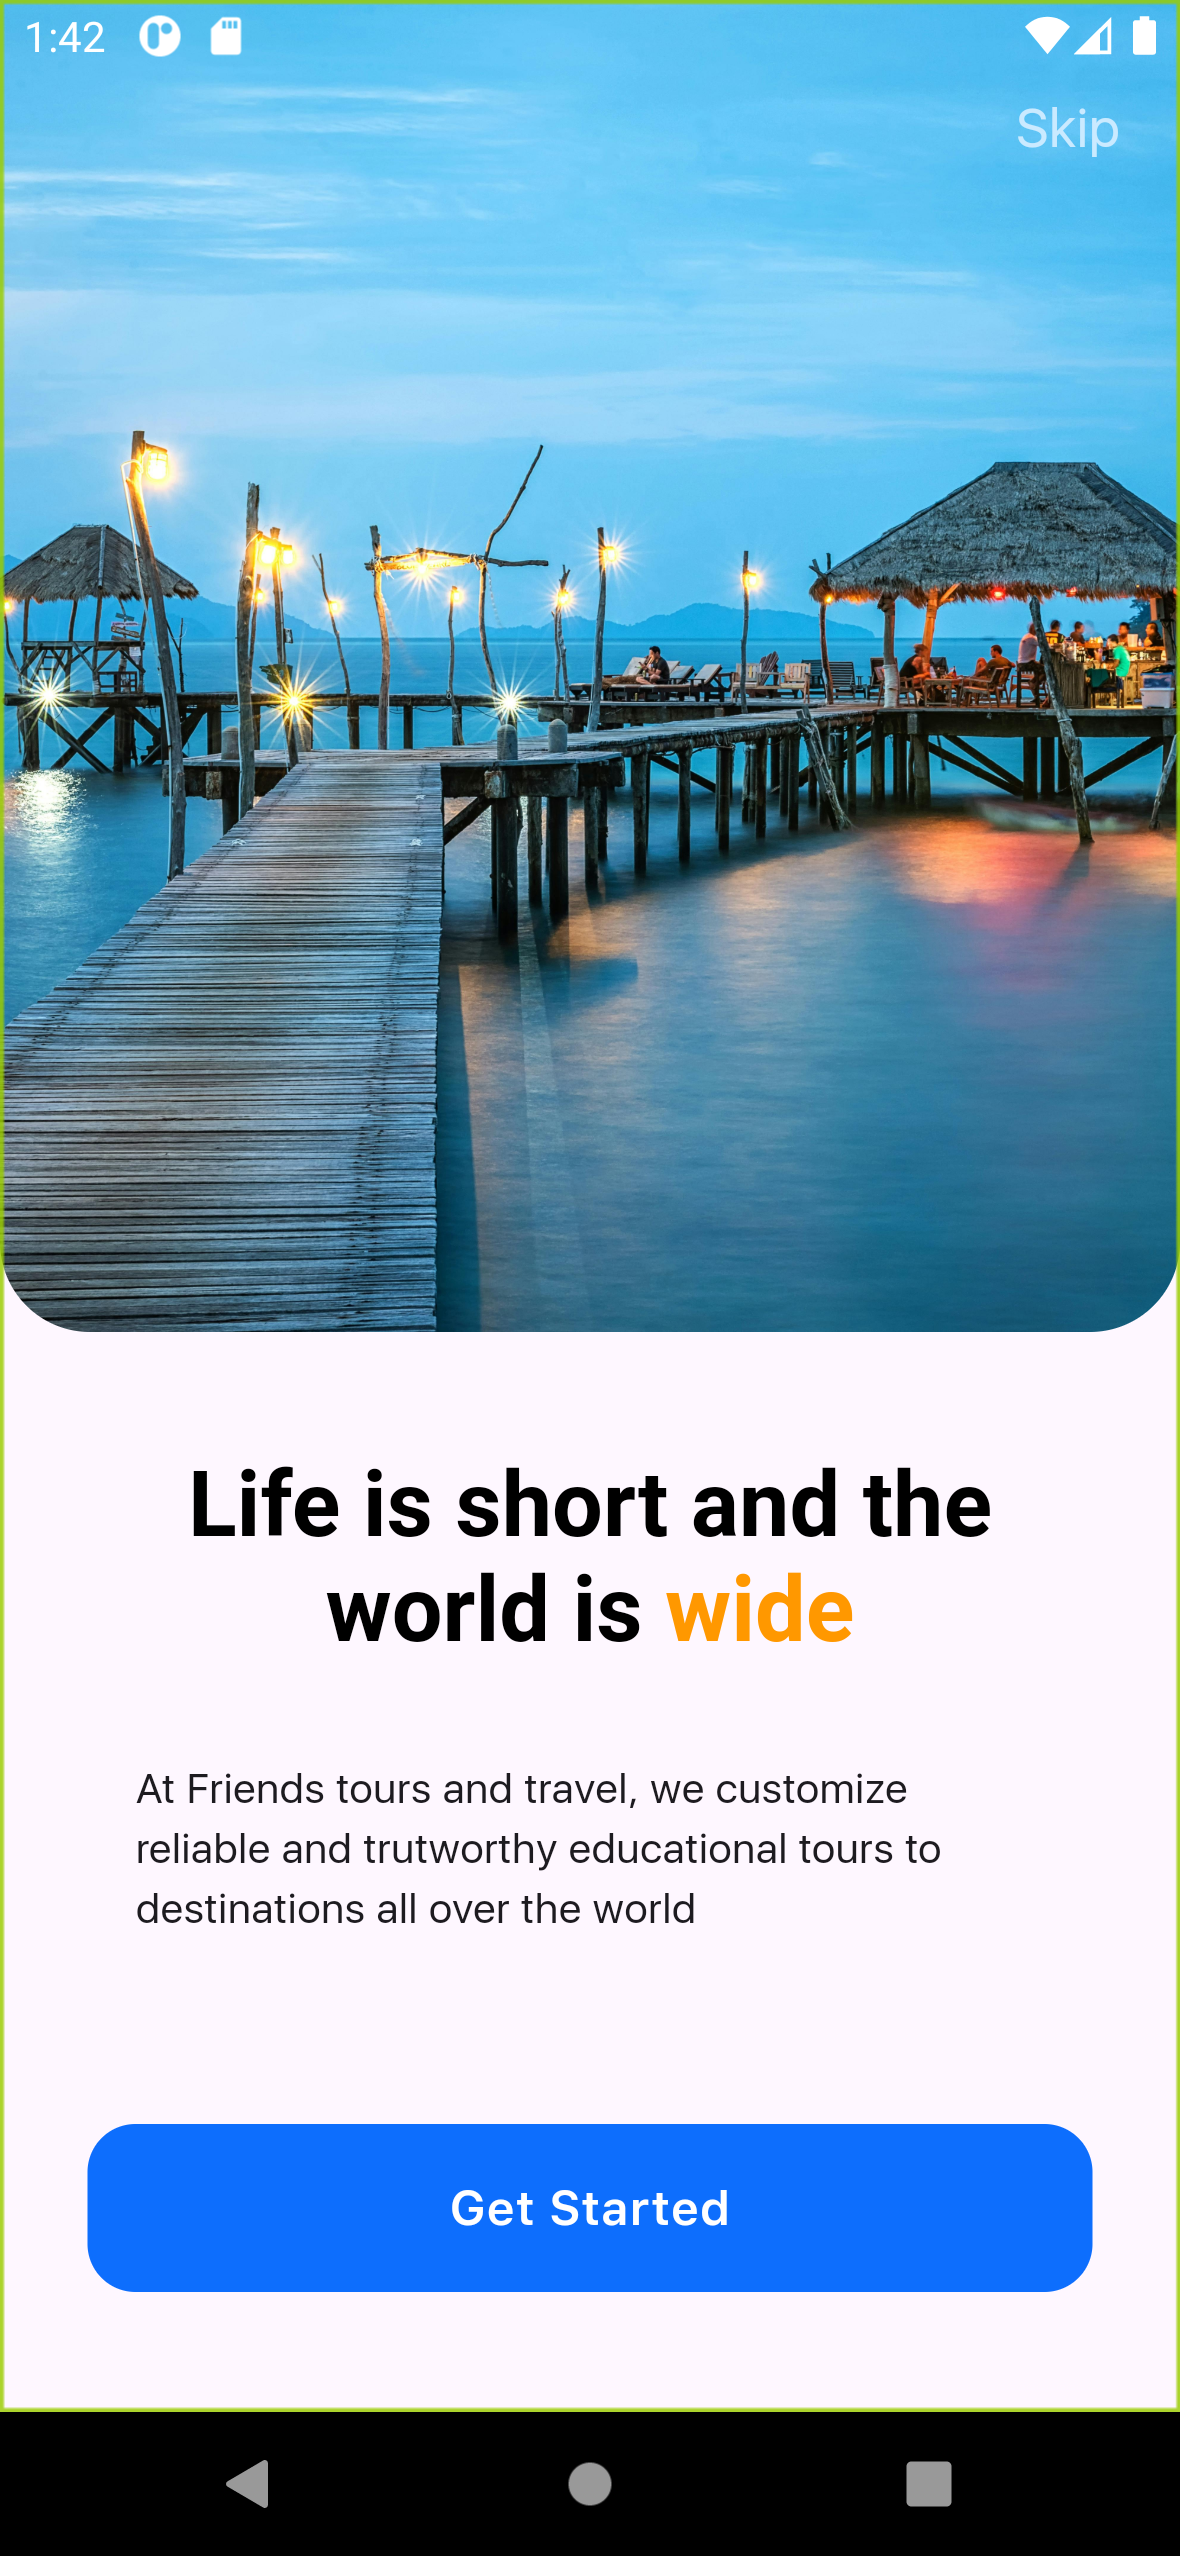 1:42
Skip
Life is short and the
world is wide
At Friends tours and travel, we customize
reliable and trutworthy educational tours to
destinations all over the world
Get Started